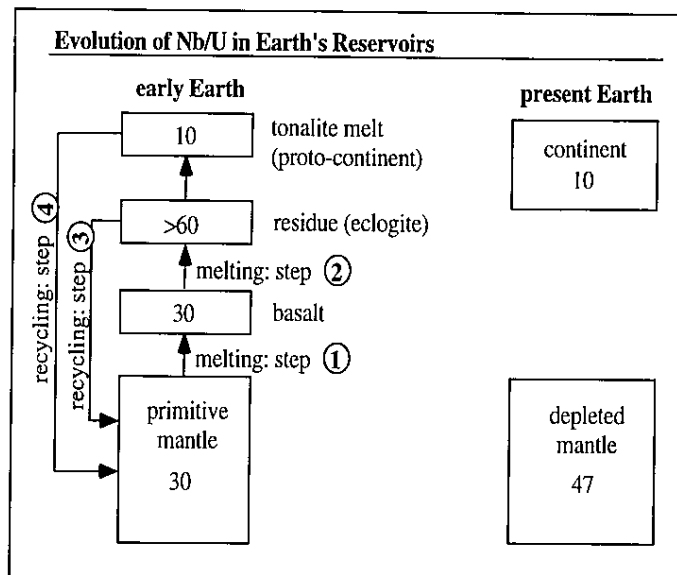 Evolution of Nb/U in Earth's Reservoirs
early Earth
present Earth
10
tonalite melt
(proto-continent)
continent
10
>60
residue (eclogite)
melting: step 2
30
basalt
melting: step 1
recycling: step 4
recycling: step 3
primitive
mantle
30
depleted
mantle
47